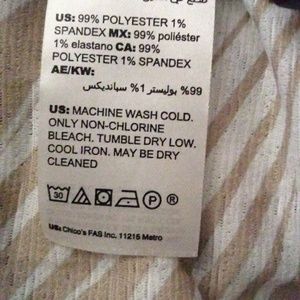 US: 99% POLYESTER 1%
SPANDEX MX: 99% poliéster
1% elastano CA: 99%
POLYESTER 1% SPANDEX
AE/KW:
99% بوليستر 1% سبانديكس
US: MACHINE WASH COLD.
ONLY NON-CHLORINE
BLEACH. TUMBLE DRY LOW.
COOL IRON. MAY BE DRY
CLEANED
30 P ®
US: Chico's FAS Inc. 11215 Metro